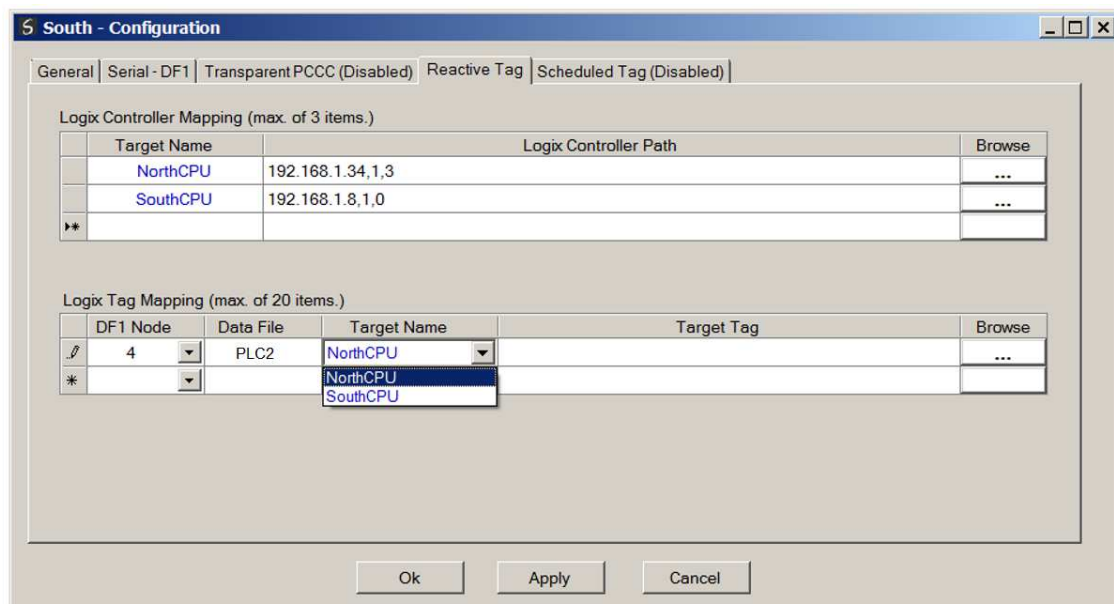 South - Configuration
General Serial - DF1 Transparent PCCC (Disabled) Reactive Tag Scheduled Tag (Disabled)
Logix Controller Mapping (max. of 3 items.)
Target Name Logix Controller Path Browse
NorthCPU 192.168.1.34,1,3 ...
SouthCPU 192.168.1.8,1,0 ...
Logix Tag Mapping (max. of 20 items.)
DF1 Node Data File Target Name Target Tag Browse
4 PLC2 NorthCPU ...
NorthCPU
SouthCPU
Ok Apply Cancel